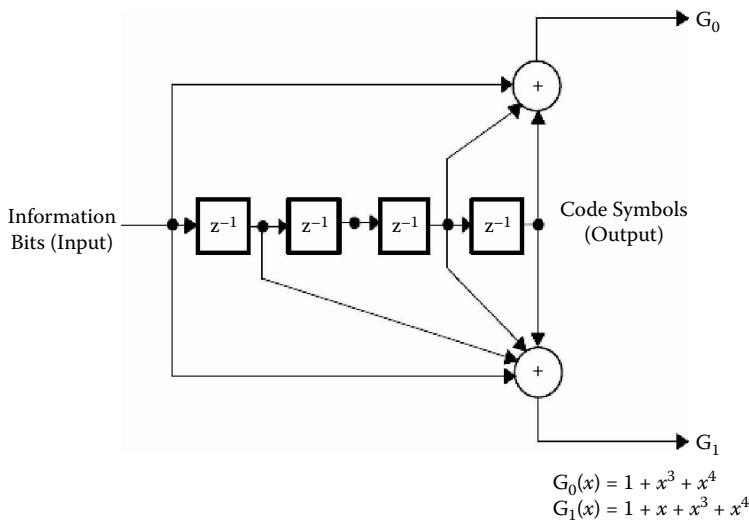 G₀
+
Information
Bits (Input)
z⁻¹ z⁻¹ z⁻¹ z⁻¹
Code Symbols
(Output)
+
G₁
G₀(x) = 1 + x³ + x⁴
G₁(x) = 1 + x + x³ + x⁴